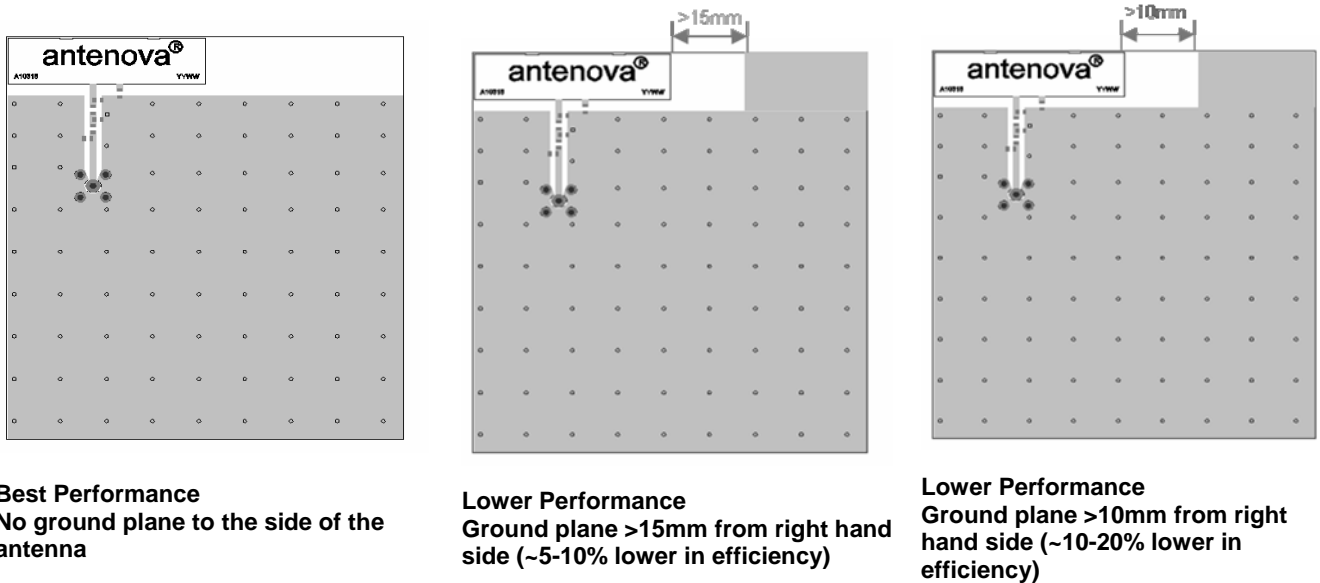 >15mm
>10mm
antenova®
A10315 YYWW
antenova®
YYWW
antenova®
YYWW
Best Performance
No ground plane to the side of the
antenna
Lower Performance
Ground plane >15mm from right hand
side (~5-10% lower in efficiency)
Lower Performance
Ground plane >10mm from right
hand side (~10-20% lower in
efficiency)